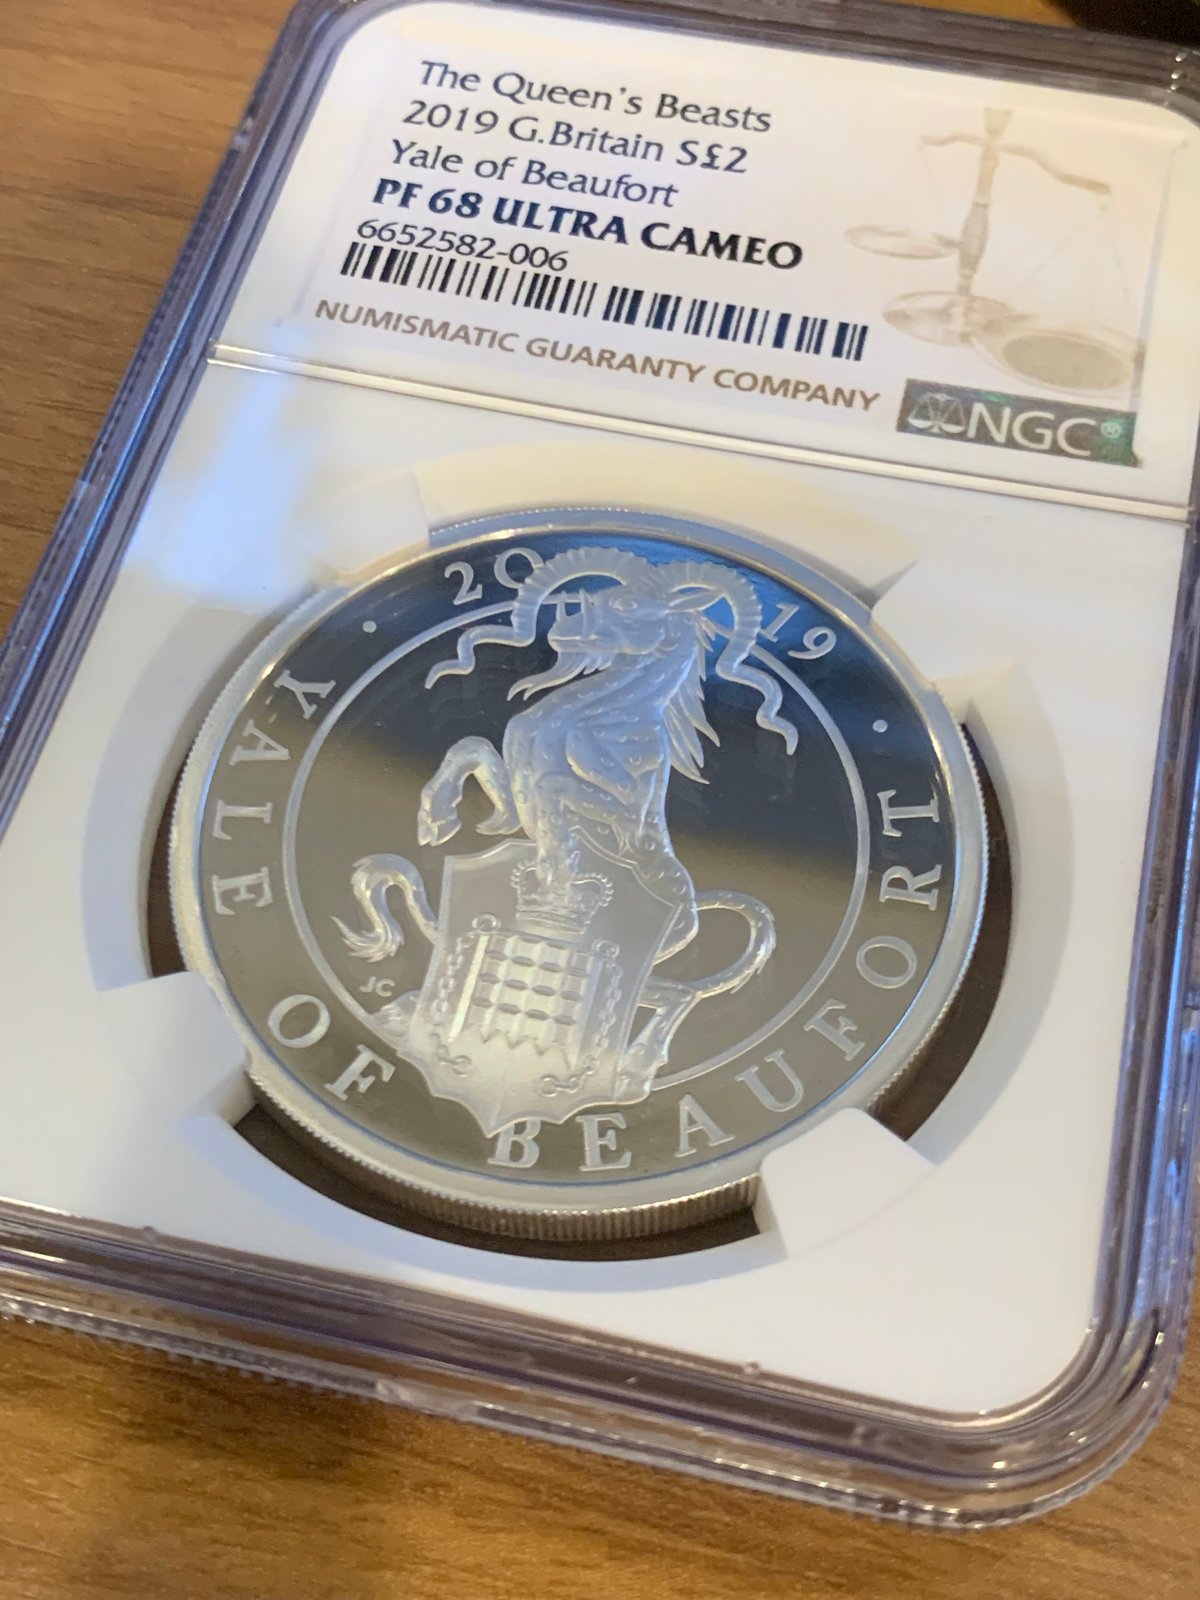 The Queen's Beasts
2019 G.Britain S£2
Yale of Beaufort
PF 68 ULTRA CAMEO
6652582-006
NUMISMATIC GUARANTY COMPANY
NGC®
2019
YALE OF BEAUFORT
JC